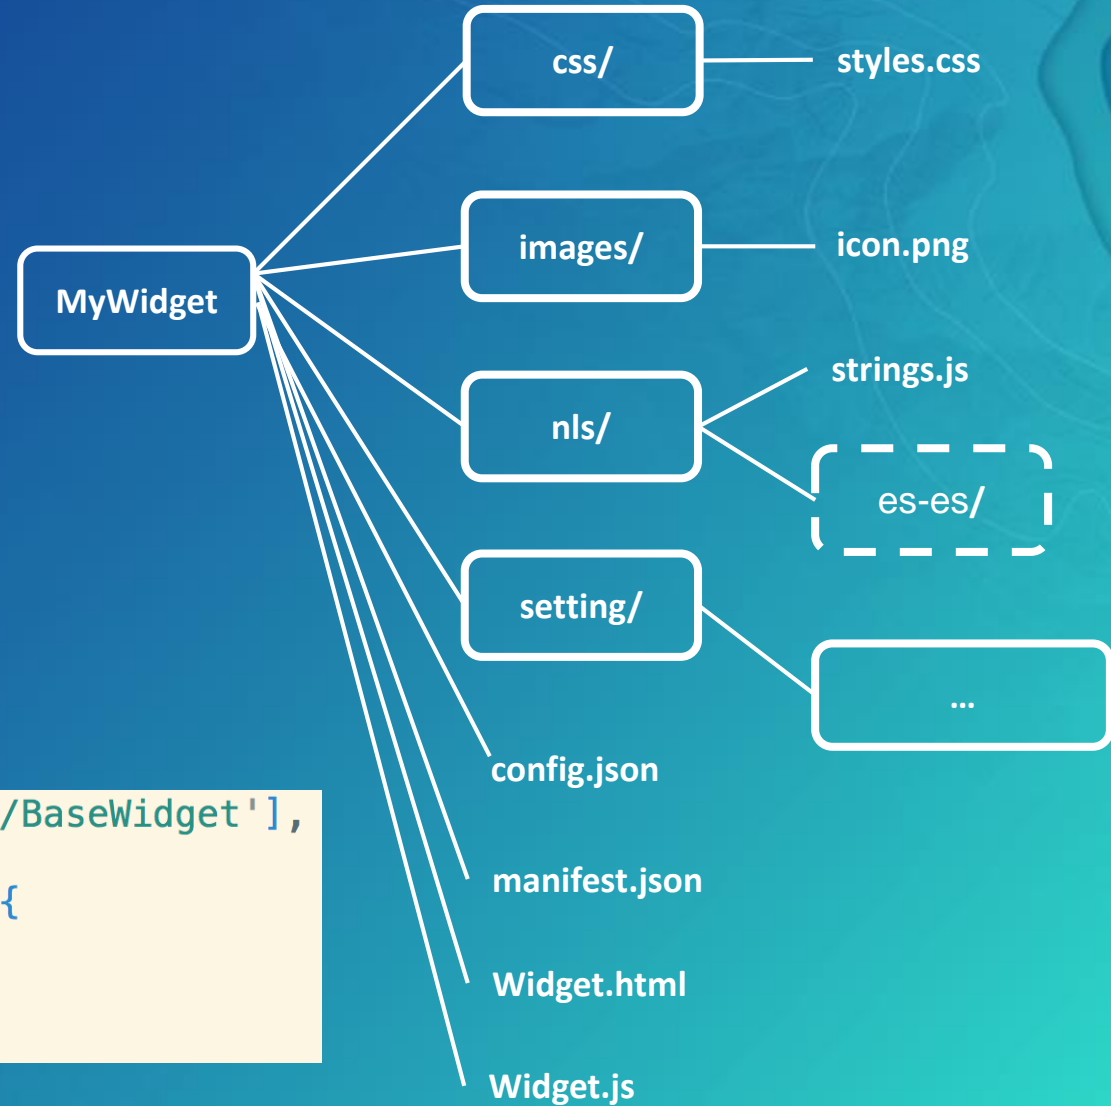 css/
styles.css
images/
icon.png
MyWidget
strings.js
nls/
es-es/
setting/
…
config.json
/BaseWidget'],
manifest.json
{
Widget.html
Widget.js